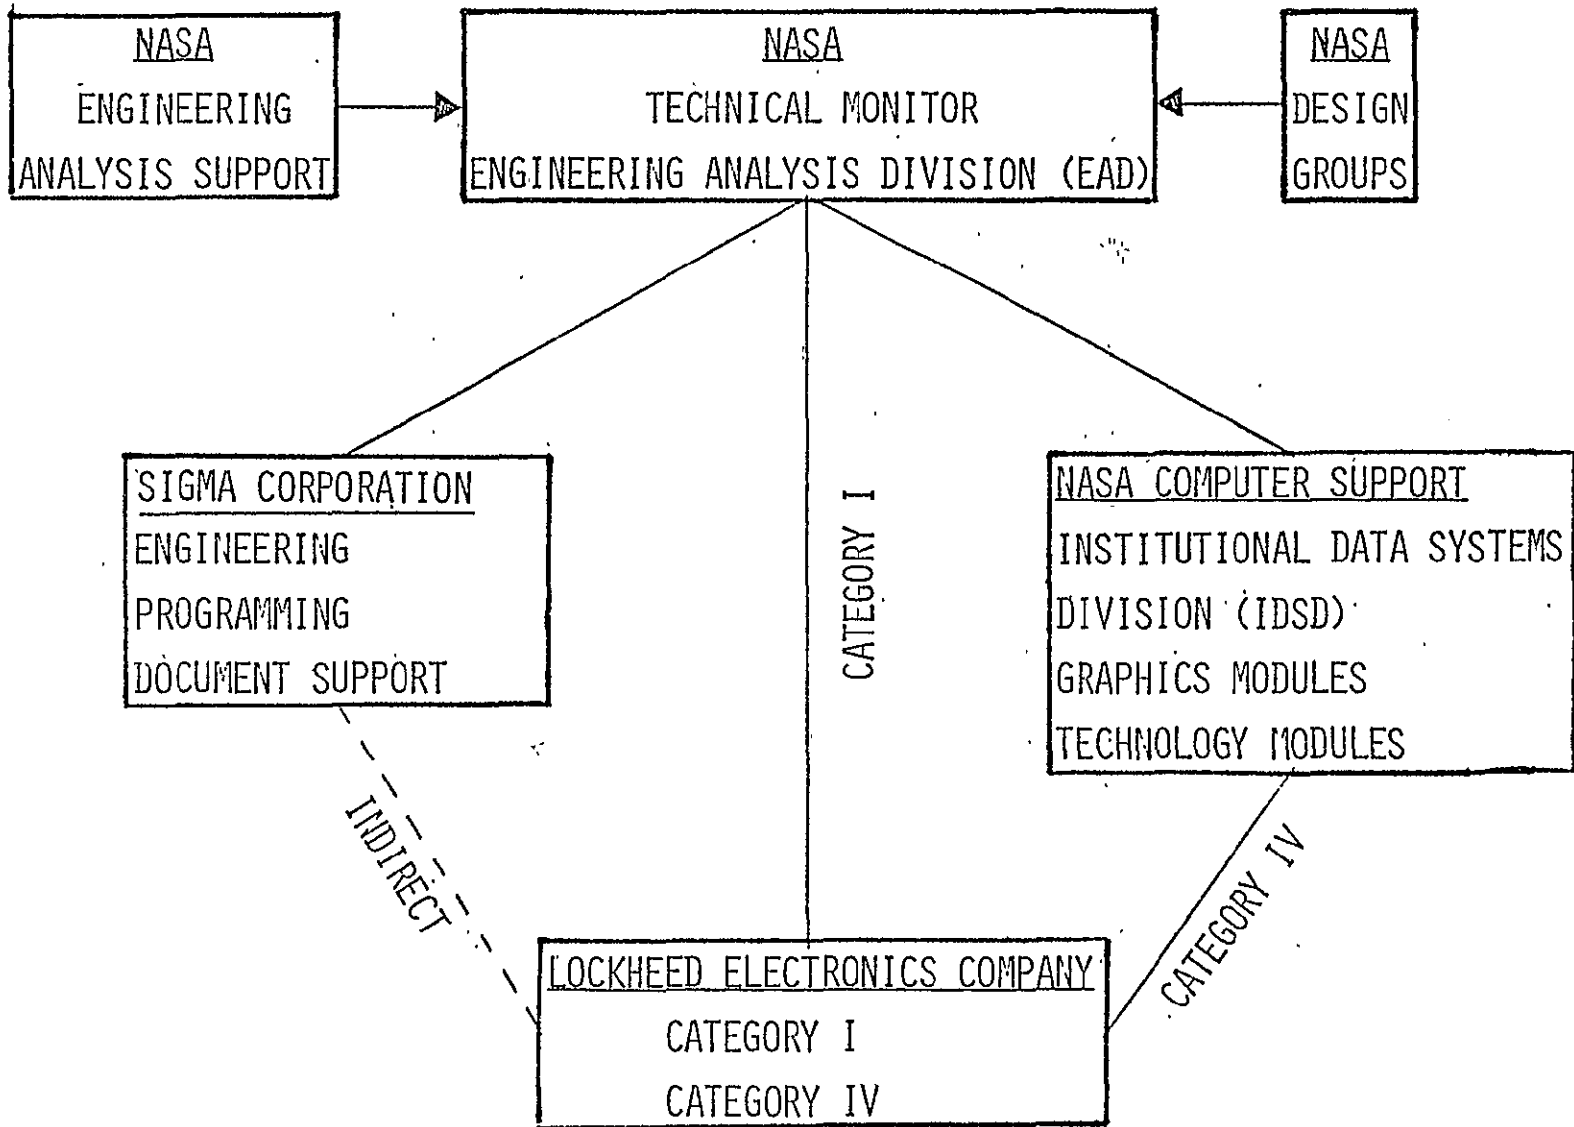 NASA
ENGINEERING
ANALYSIS SUPPORT
NASA
TECHNICAL MONITOR
ENGINEERING ANALYSIS DIVISION (EAD)
NASA
DESIGN
GROUPS
SIGMA CORPORATION
ENGINEERING
PROGRAMMING
DOCUMENT SUPPORT
CATEGORY I
NASA COMPUTER SUPPORT
INSTITUTIONAL DATA SYSTEMS
DIVISION (IDSD)
GRAPHICS MODULES
TECHNOLOGY MODULES
INDIRECT
CATEGORY IV
LOCKHEED ELECTRONICS COMPANY
CATEGORY I
CATEGORY IV